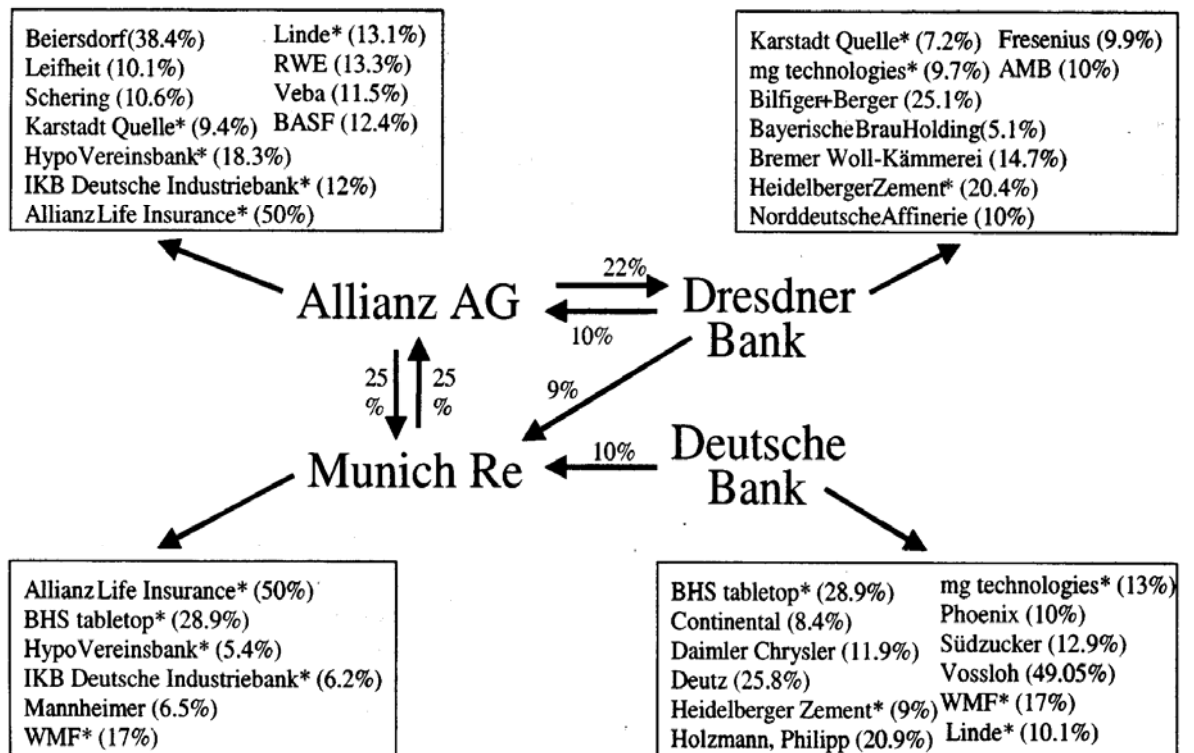 Beiersdorf(38.4%)
Leifheit (10.1%)
Schering (10.6%)
Karstadt Quelle* (9.4%)
HypoVereinsbank* (18.3%)
IKB Deutsche Industriebank* (12%)
Allianz Life Insurance* (50%)
Linde* (13.1%)
RWE (13.3%)
Veba (11.5%)
BASF (12.4%)
Karstadt Quelle* (7.2%)
mg technologies* (9.7%)
Bilfiger+Berger (25.1%)
BayerischeBrauHolding(5.1%)
Bremer Woll-Kämmerei (14.7%)
HeidelbergerZement* (20.4%)
NorddeutscheAffinerie (10%)
Fresenius (9.9%)
AMB (10%)
Allianz AG
22%
10%
Dresdner
Bank
25
%
25
%
9%
Munich Re
10%
Deutsche
Bank
Allianz Life Insurance* (50%)
BHS tabletop* (28.9%)
HypoVereinsbank* (5.4%)
IKB Deutsche Industriebank* (6.2%)
Mannheimer (6.5%)
WMF* (17%)
BHS tabletop* (28.9%)
Continental (8.4%)
Daimler Chrysler (11.9%)
Deutz (25.8%)
Heidelberger Zement* (9%)
Holzmann, Philipp (20.9%)
mg technologies* (13%)
Phoenix (10%)
Südzucker (12.9%)
Vossloh (49.05%)
WMF* (17%)
Linde* (10.1%)